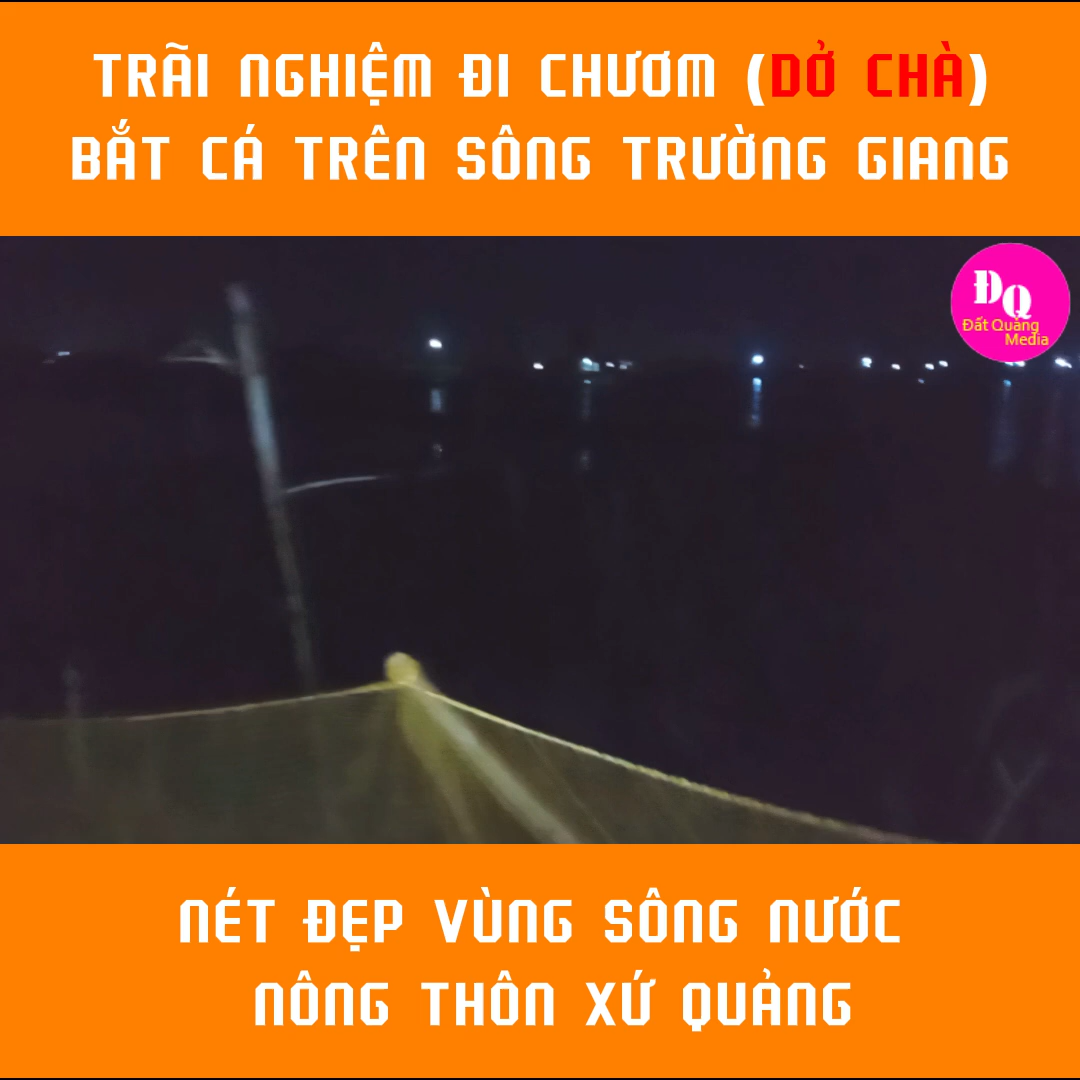 TRÃI NGHIỆM ĐI CHƯƠM (DỞ CHÀ)
BẮT CÁ TRÊN SÔNG TRƯỜNG GIANG
ĐQ
Đất Quảng
Media
NÉT ĐẸP VÙNG SÔNG NƯỚC
NÔNG THÔN XỨ QUẢNG